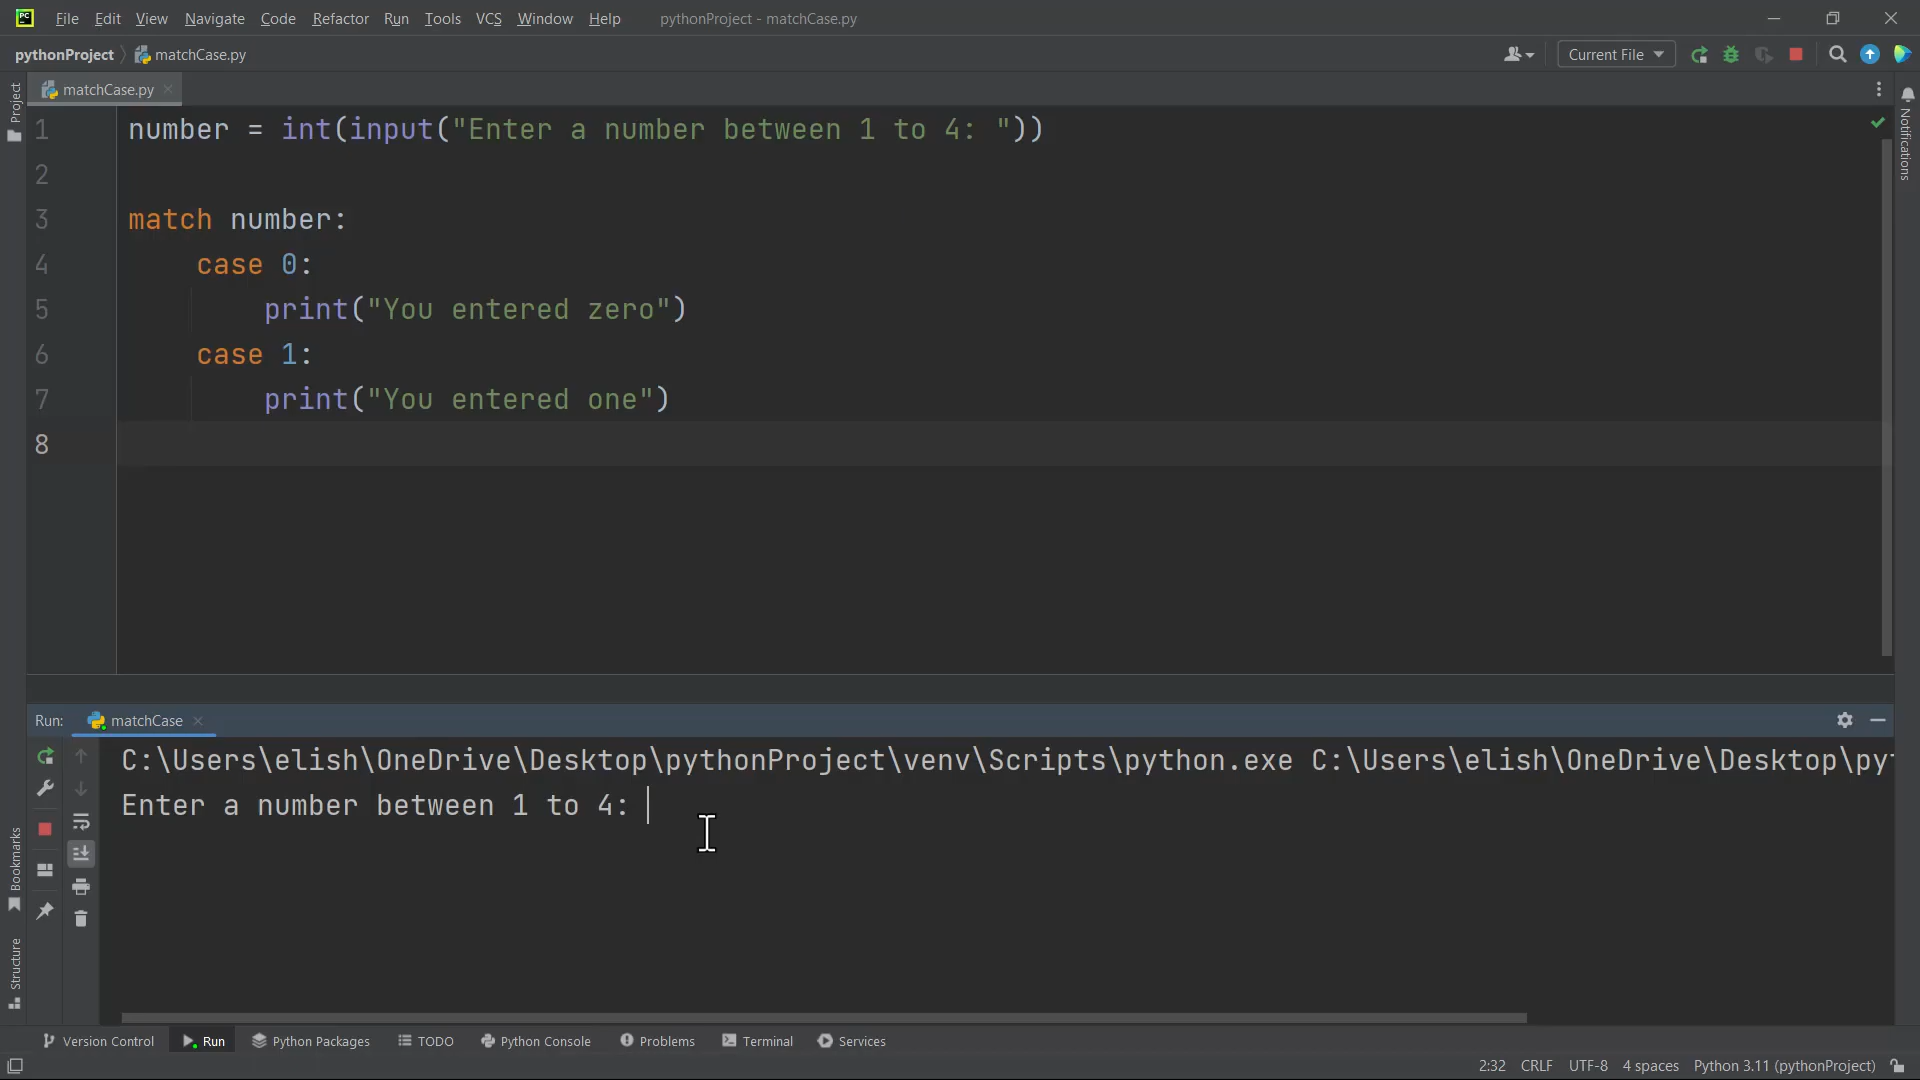 PC File Edit View Navigate Code Refactor Run Tools VCS Window Help pythonProject - matchCase.py
pythonProject matchCase.py Current File
Project
matchCase.py
Notifications
1 number = int(input("Enter a number between 1 to 4: "))
2
3 match number:
4 case 0:
5 print("You entered zero")
6 case 1:
7 print("You entered one")
8
Run: matchCase
C:\Users\elish\OneDrive\Desktop\pythonProject\venv\Scripts\python.exe C:\Users\elish\OneDrive\Desktop\pyt
Enter a number between 1 to 4:
Bookmarks
Structure
Version Control Run Python Packages TODO Python Console Problems Terminal Services
2:32 CRLF UTF-8 4 spaces Python 3.11 (pythonProject)